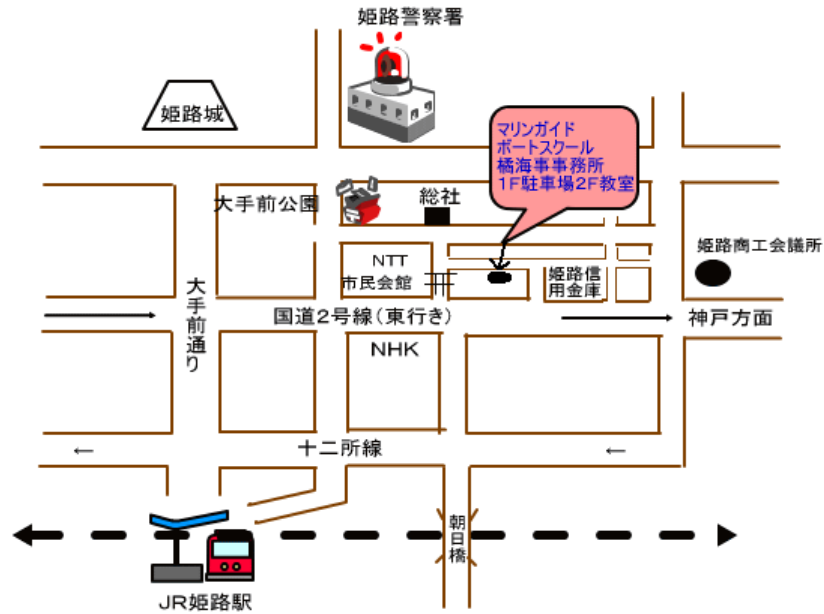 姫路警察署
姫路城
マリンガイド
ボートスクール
橘海事事務所
1F駐車場2F教室
大手前公園
総社
姫路商工会議所
NTT
市民会館
姫路信
用金庫
大手前通り
国道2号線(東行き)
神戸方面
NHK
←
十二所線
←
朝日橋
JR姫路駅